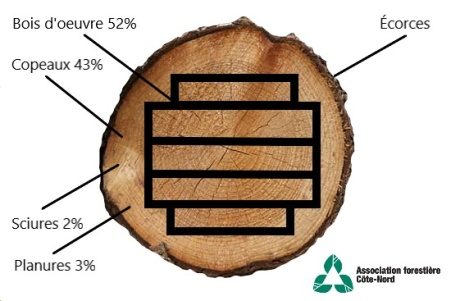 Bois d'oeuvre 52%
Écorces
Copeaux 43%
Sciures 2%
Planures 3%
Association forestière
Côte-Nord